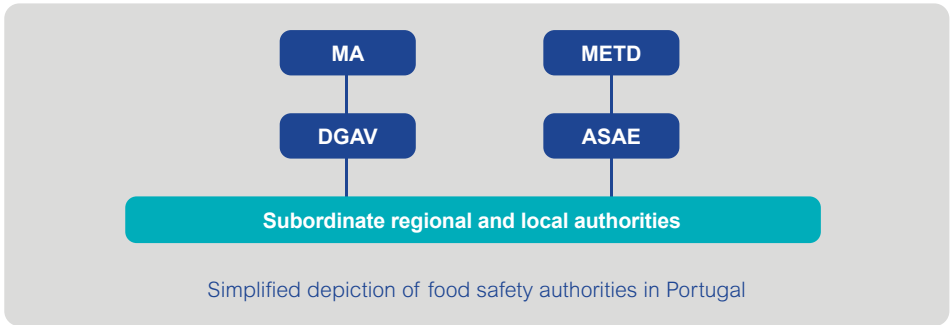 MA METD
DGAV ASAE
Subordinate regional and local authorities
Simplified depiction of food safety authorities in Portugal